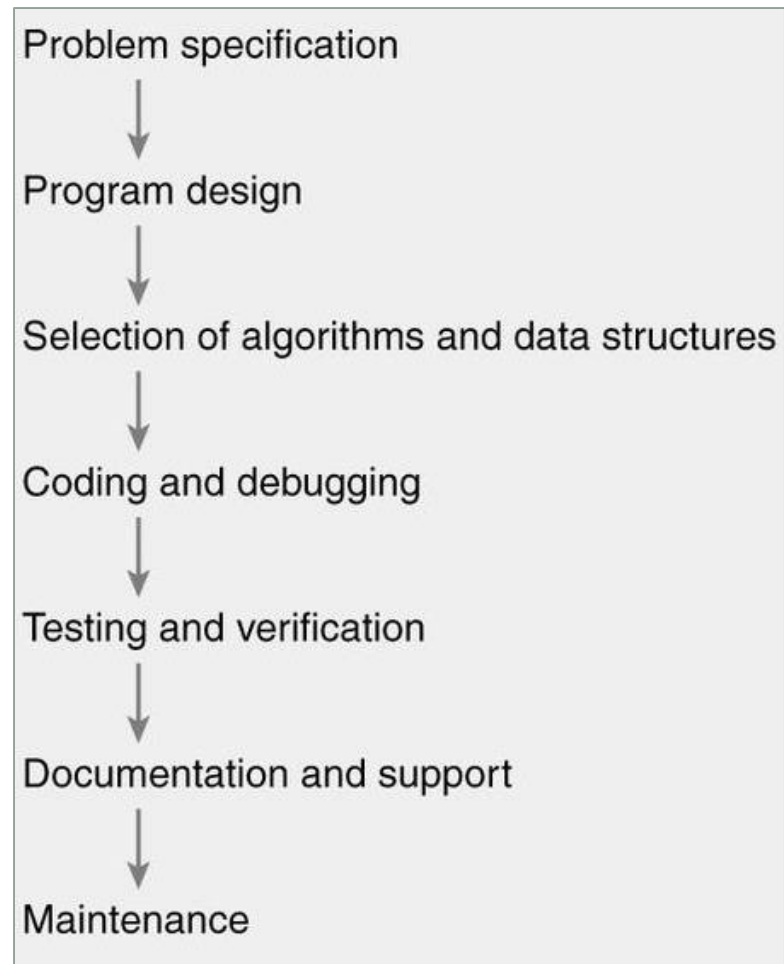 Problem specification
Program design
Selection of algorithms and data structures
Coding and debugging
Testing and verification
Documentation and support
Maintenance